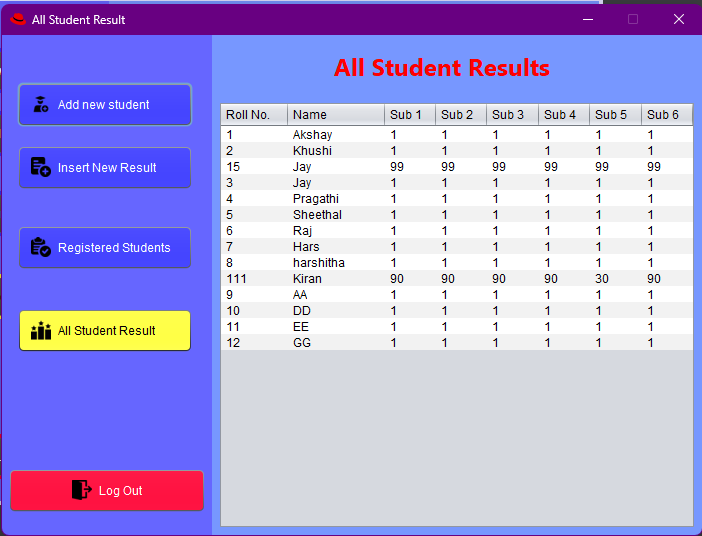 All Student Result
All Student Results
Add new student
Insert New Result
Registered Students
All Student Result
Log Out
Roll No. Name Sub 1 Sub 2 Sub 3 Sub 4 Sub 5 Sub 6
1 Akshay 1 1 1 1 1 1
2 Khushi 1 1 1 1 1 1
15 Jay 99 99 99 99 99 99
3 Jay 1 1 1 1 1 1
4 Pragathi 1 1 1 1 1 1
5 Sheethal 1 1 1 1 1 1
6 Raj 1 1 1 1 1 1
7 Hars 1 1 1 1 1 1
8 harshitha 1 1 1 1 1 1
111 Kiran 90 90 90 90 30 90
9 AA 1 1 1 1 1 1
10 DD 1 1 1 1 1 1
11 EE 1 1 1 1 1 1
12 GG 1 1 1 1 1 1